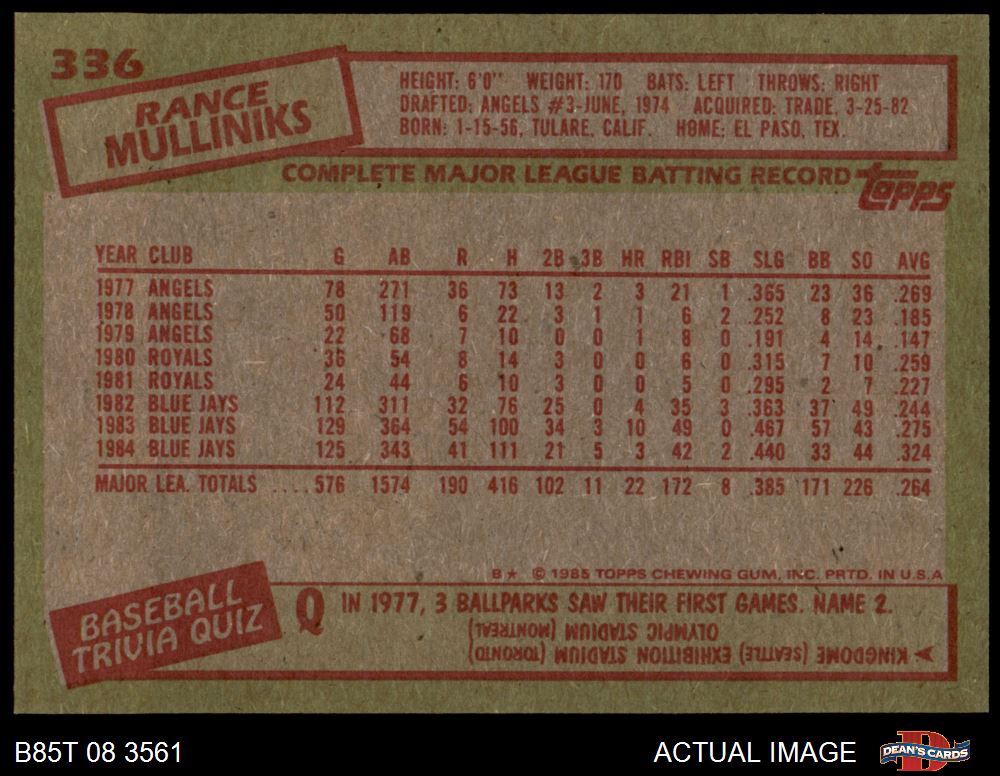 336
RANCE
MULLINIKS
HEIGHT: 6'0" WEIGHT: 170 BATS: LEFT THROWS: RIGHT
DRAFTED: ANGELS #3-JUNE, 1974 ACQUIRED: TRADE, 3-25-82
BORN: 1-15-56, TULARE, CALIF. HOME: EL PASO, TEX.
COMPLETE MAJOR LEAGUE BATTING RECORD topps
YEAR CLUB G AB R H 2B 3B HR RBI SB SLG BB SO AVG
1977 ANGELS 78 271 36 73 13 2 3 21 1 .365 23 36 .269
1978 ANGELS 50 119 6 22 3 1 1 6 2 .252 8 23 .185
1979 ANGELS 22 68 7 10 0 0 1 8 0 .191 4 14 .147
1980 ROYALS 36 54 8 14 3 0 0 6 0 .315 7 10 .259
1981 ROYALS 24 44 6 10 3 0 0 5 0 .295 2 7 .227
1982 BLUE JAYS 112 311 32 76 25 0 4 35 3 .363 37 49 .244
1983 BLUE JAYS 129 364 54 100 34 3 10 49 0 .467 57 43 .275
1984 BLUE JAYS 125 343 41 111 21 5 3 42 2 .440 33 44 .324
MAJOR LEA. TOTALS .... 576 1574 190 416 102 11 22 172 8 .385 171 226 .264
B★ © 1985 TOPPS CHEWING GUM, INC. PRTD. IN U.S.A
BASEBALL
TRIVIA QUIZ
Q IN 1977, 3 BALLPARKS SAW THEIR FIRST GAMES. NAME 2.
KINGDOME (SEATTLE) EXHIBITION STADIUM (TORONTO)
OLYMPIC STADIUM (MONTREAL)
B85T 08 3561
ACTUAL IMAGE
D
DEAN'S CARDS